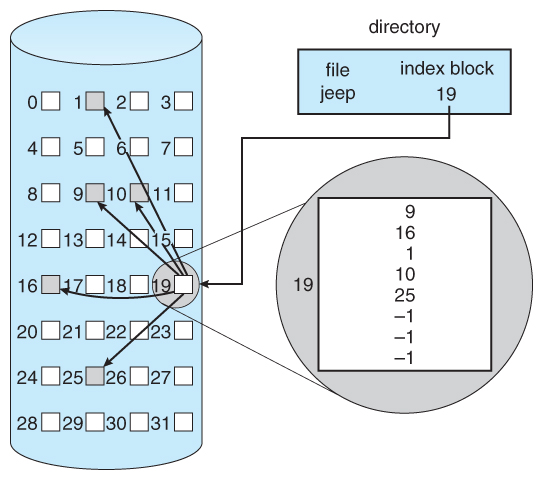 directory
file index block
jeep 19
0 1 2 3
4 5 6 7
8 9 10 11
12 13 14 15
16 17 18 19
20 21 22 23
24 25 26 27
28 29 30 31
19
9
16
1
10
25
–1
–1
–1